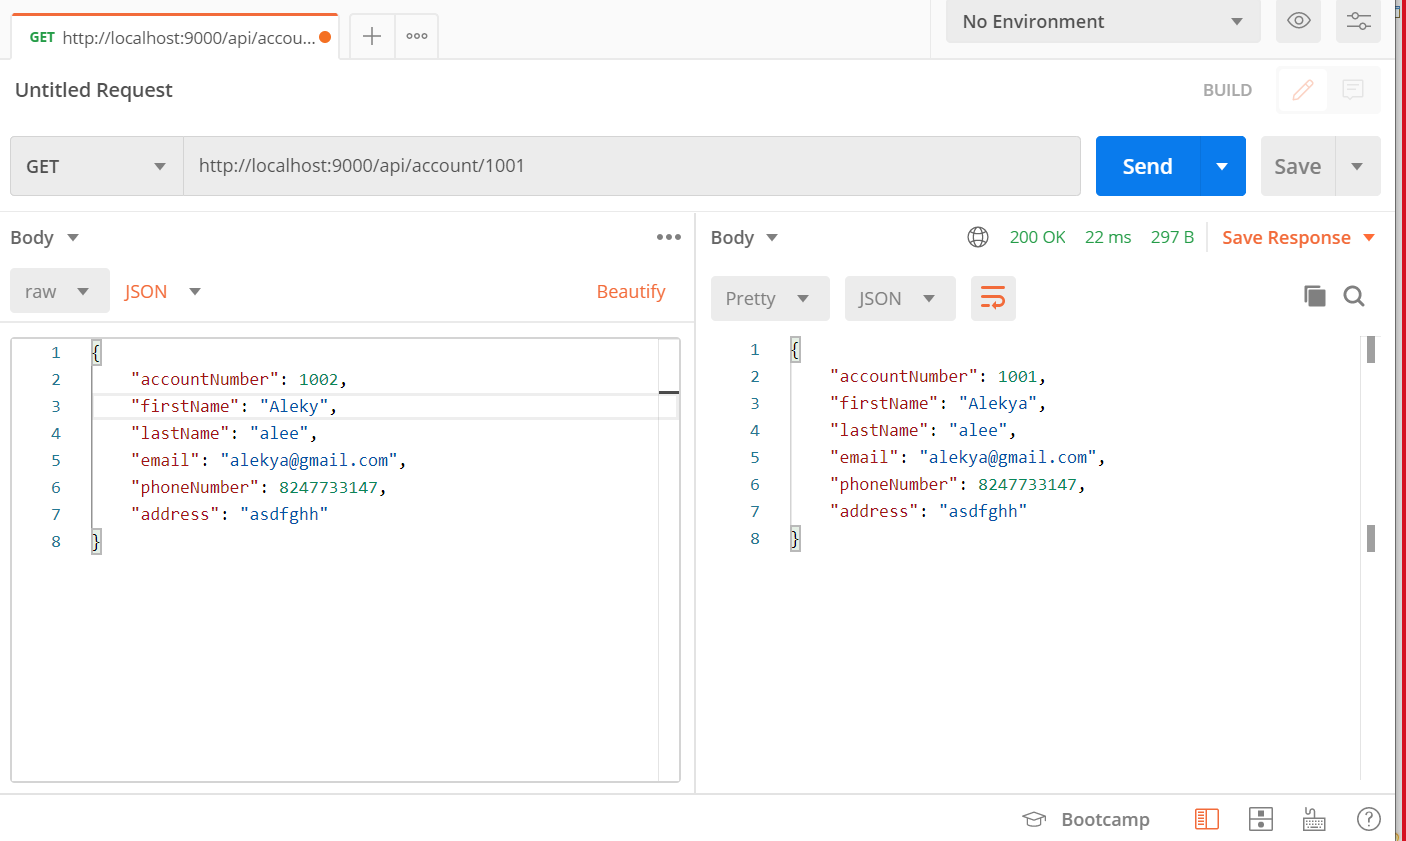 GET http://localhost:9000/api/accou...
No Environment
Untitled Request
BUILD
GET
http://localhost:9000/api/account/1001
Send
Save
Body
raw
JSON
Beautify
1 {
2 "accountNumber": 1002,
3 "firstName": "Aleky",
4 "lastName": "alee",
5 "email": "alekya@gmail.com",
6 "phoneNumber": 8247733147,
7 "address": "asdfghh"
8 }
Body
200 OK 22 ms 297 B
Save Response
Pretty
JSON
1 {
2 "accountNumber": 1001,
3 "firstName": "Alekya",
4 "lastName": "alee",
5 "email": "alekya@gmail.com",
6 "phoneNumber": 8247733147,
7 "address": "asdfghh"
8 }
Bootcamp